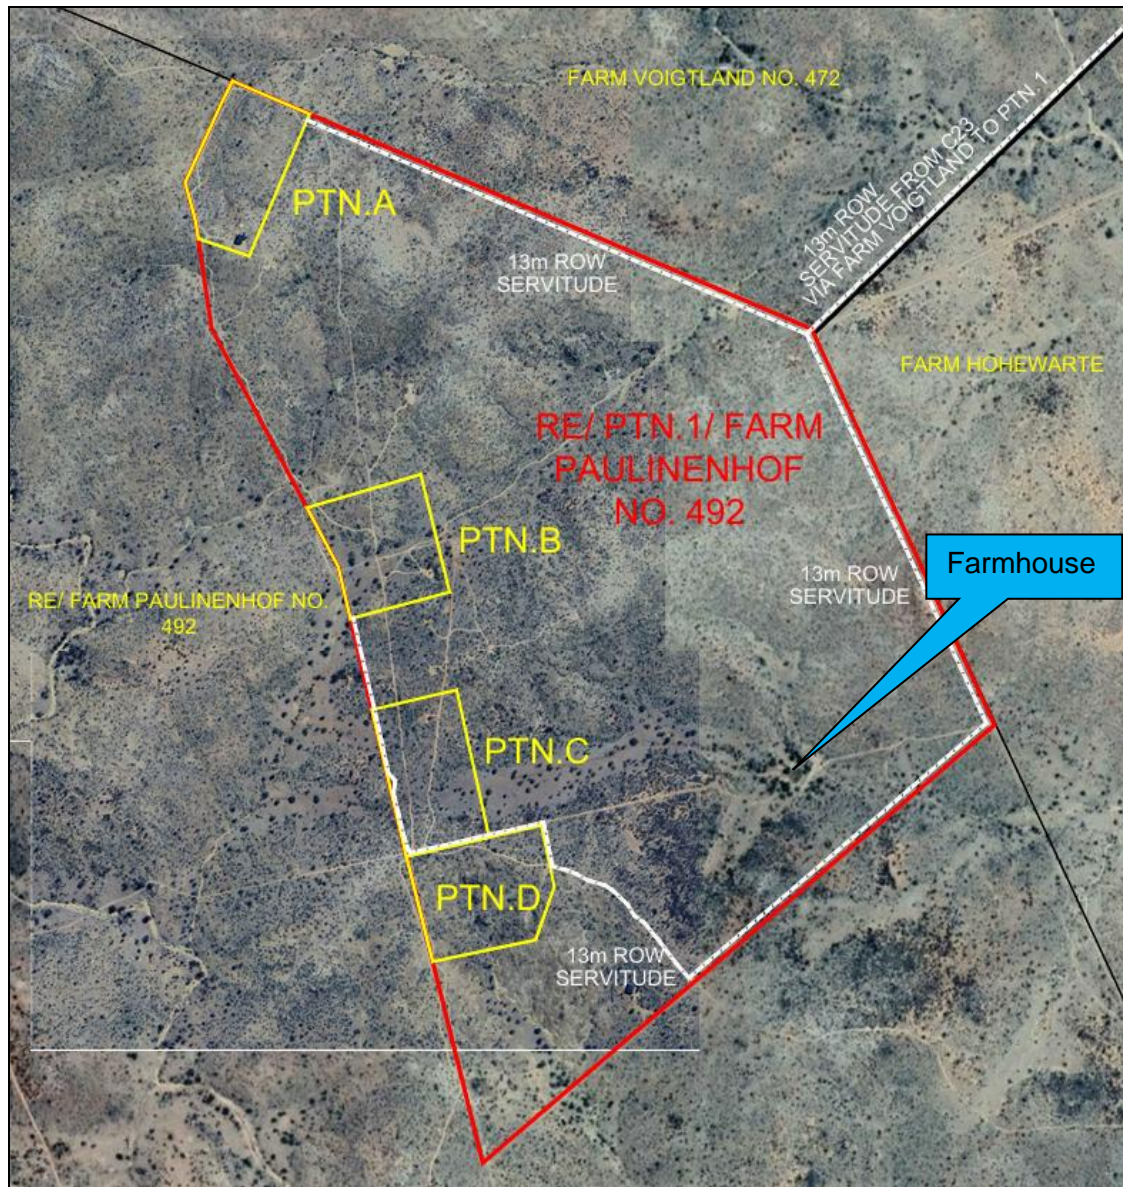 FARM VOIGTLAND NO. 472
13m ROW
SERVITUDE FROM C23
VIA FARM VOIGTLAND TO PTN.1
PTN.A
13m ROW
SERVITUDE
FARM HOHEWARTE
RE/ PTN.1/ FARM
PAULINENHOF
NO. 492
PTN.B
Farmhouse
13m ROW
SERVITUDE
RE/ FARM PAULINENHOF NO.
492
PTN.C
PTN.D
13m ROW
SERVITUDE